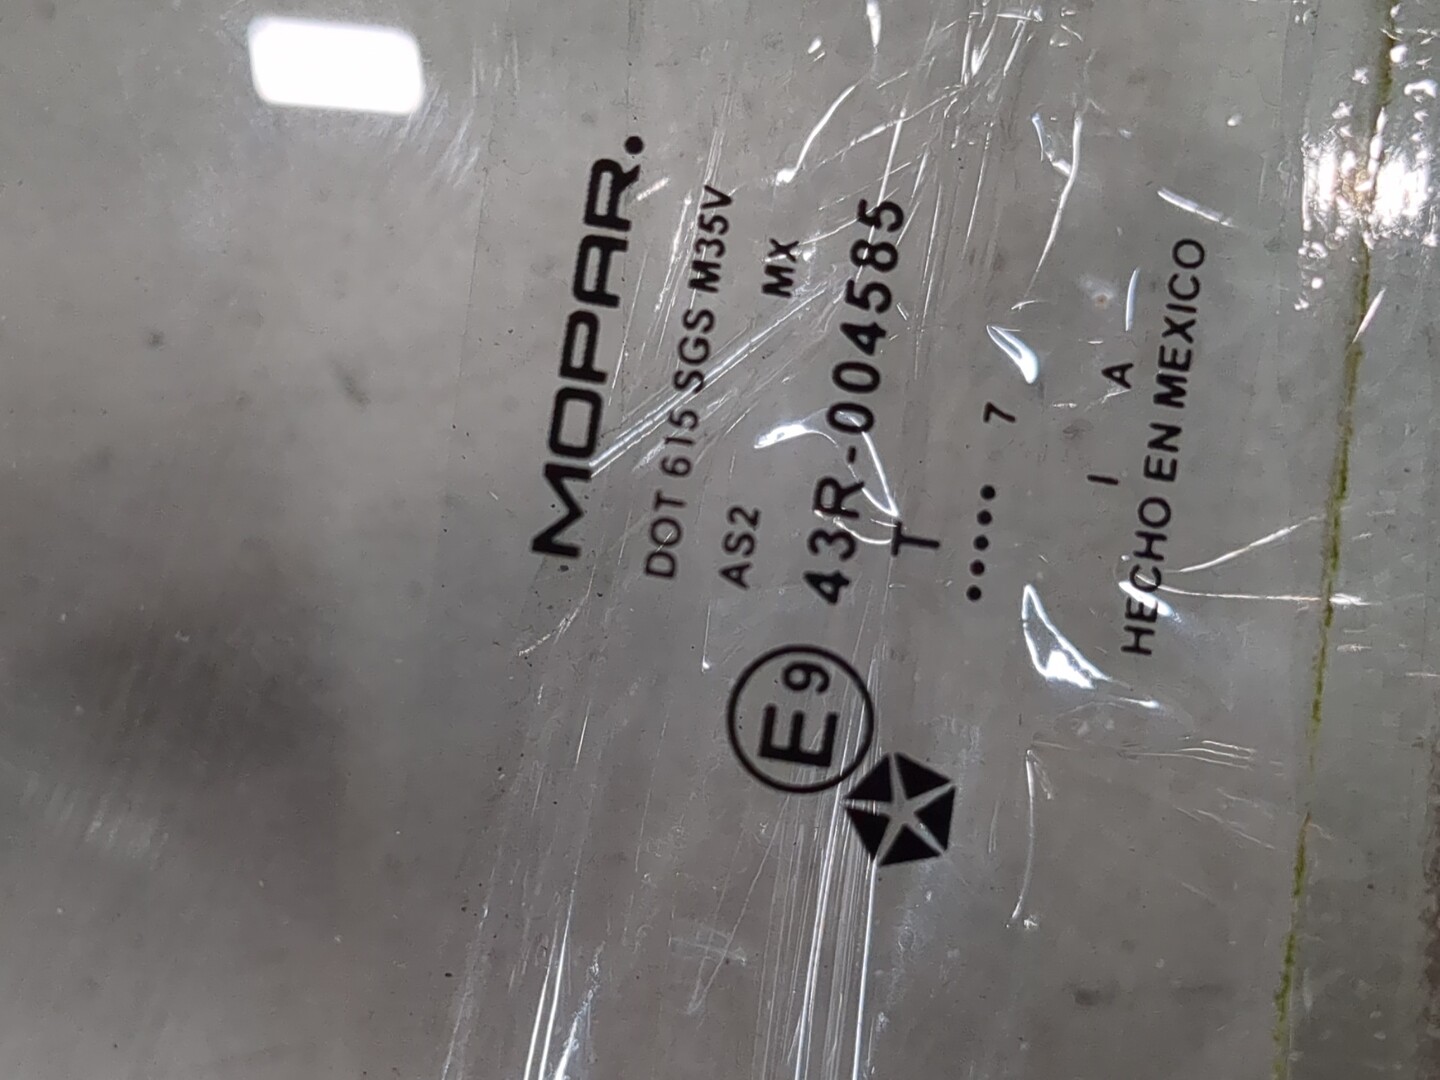 MOPAR.
DOT 615 SGS M35V
AS2 MX
E9 43R-004585
T
..... 7
I A
HECHO EN MEXICO